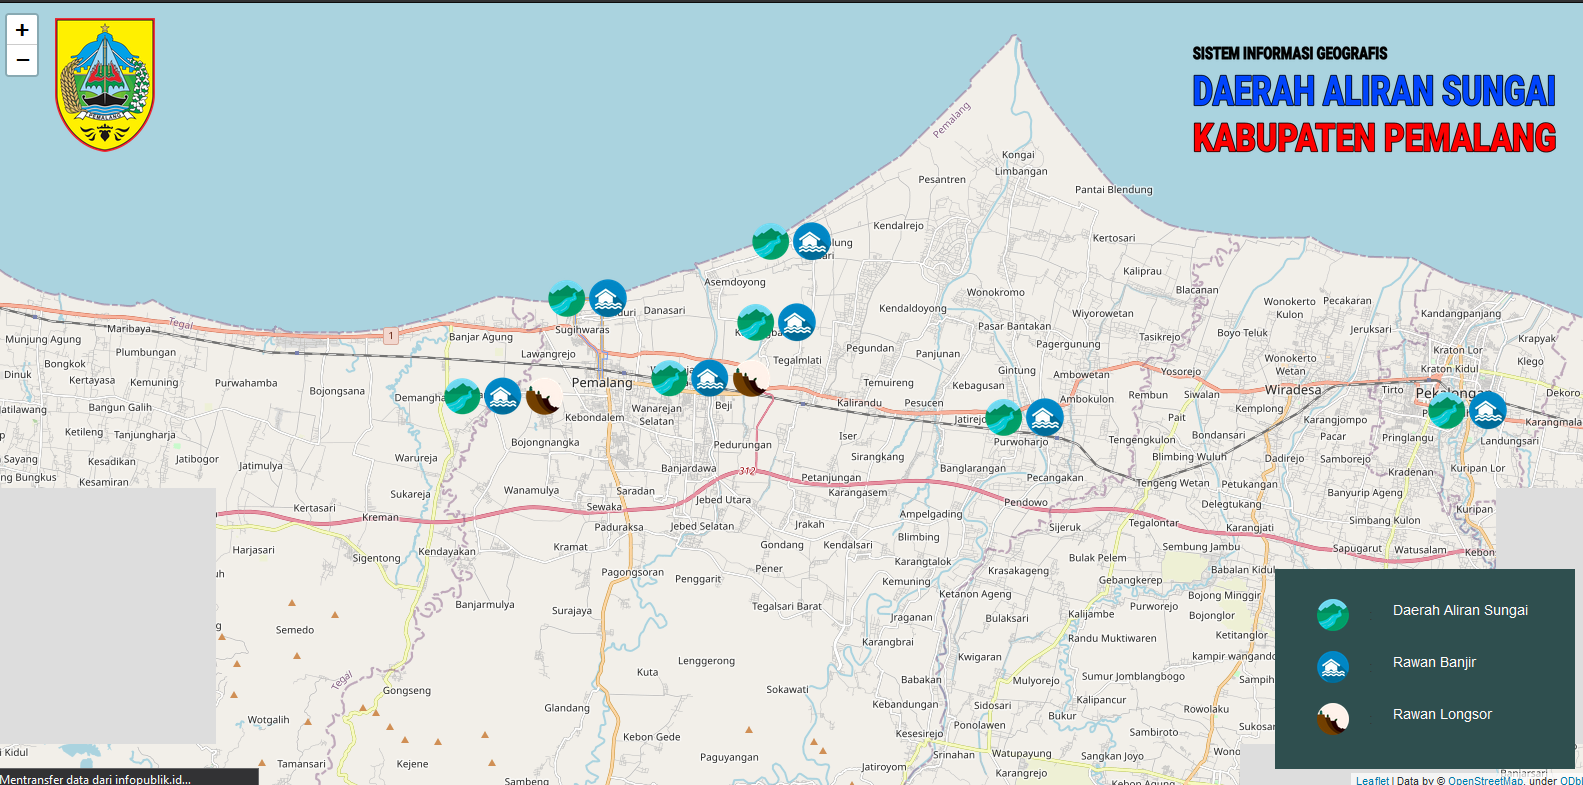 +
−
PEMALANG
SISTEM INFORMASI GEOGRAFIS
DAERAH ALIRAN SUNGAI
KABUPATEN PEMALANG
Pemalang
Kongai
Limbangan
Pesantren
Pantai Blendung
Kendalrejo
Kertosari
Kaliprau
Asemdoyong
Blacanan
Wonokromo
Wonokerto
Kulon
Pecakaran
Danasari
Kendaldoyong
Wiroyowetan
Kandangpanjang
Tegal
Maribaya
1
Sugihwaras
Pasar Bantakan
Boyo Teluk
Jeruksari
Munjung Agung
Banjar Agung
Tasikrejo
Krapyak
Plumbungan
Lawangrejo
Pegundan
Panjunan
Pagergunung
Wonokerto
Wetan
Kraton Lor
Kraton Kidul
Klego
Bongkok
Tegalmlati
Gintung
Yosorejo
Dinuk
Kertayasa
Kemuning
Purwahamba
Pemalang
Temuireng
Kebagusan
Ambowetan
Wiradesa
Tirto
Bojongsana
Rembun
Siwalan
Dekoro
Bangun Galih
Wanarejan
Selatan
Beji
Kalirandu
Pesucen
Ambokulon
Kemplong
Kebondalem
Pait
Karangjompo
Karangmala
Ketileng
Tanjungharja
Bojongnangka
Pedurungan
Iser
Purwoharjo
Tengengkulon
Bondansari
Pacar
Pringlangu
Landungsari
Sayang
Kesadikan
Jatibogor
Jatimulya
Warureja
Sirangkang
Blimbing Wuluh
Dadirejo
Samborejo
ng Bungkus
Kesamiran
Banjardawa
312
Banglarangan
Kradenan
Kuripan Lor
Petanjungan
Pecangakan
Tengeng Wetan
Petukangan
Sukareja
Wanamulya
Saradan
Jebed Utara
Karangasem
Pendowo
Delegtukang
Banyurip Ageng
Kertasari
Kreman
Sewaka
Ampelgading
Kuripan
Paduraksa
Jebed Selatan
Jrakah
Sijeruk
Tegalontar
Karangjati
Simbang Kulon
Harjasari
Sigentong
Kendayakan
Kramat
Gondang
Kendalsari
Blimbing
Sembung Jambu
Sapugarut
Watusalam
Kebon
Pagongsoran
Penggarit
Pener
Karangtalok
Krasakageng
Bulak Pelem
Babalan Kidul
Kemuning
Gebangkerep
Banjarmulya
Surajaya
Tegalsari Barat
Ketanon Ageng
Purworejo
Bojong Minggir
Semedo
Jraganan
Bulaksari
Kalijambe
Bojonglor
Karangbrai
Randu Muktiwaren
Ketitanglor
Lenggerong
Kwigaran
kampir wangando
Kuta
Tegal
Gongseng
Sokawati
Babakan
Mulyorejo
Sumur Jomblangbogo
Glandang
Kebandungan
Sidosari
Kalipancur
Rowolaku
Wotgalih
Ponolawen
Bukur
Kebon Gede
Kesesirejo
Sambiroto
i Kidul
Paguyangan
Srinahan
Watupayung
Sangkan Joyo
Tamansari
Kejene
Jatiroyom
Karangrejo
Sambeng
Kebon Agung
Daerah Aliran Sungai
Rawan Banjir
Rawan Longsor
Mentransfer data dari infopublik.id...
Leaflet | Data by © OpenStreetMap, under ODbl